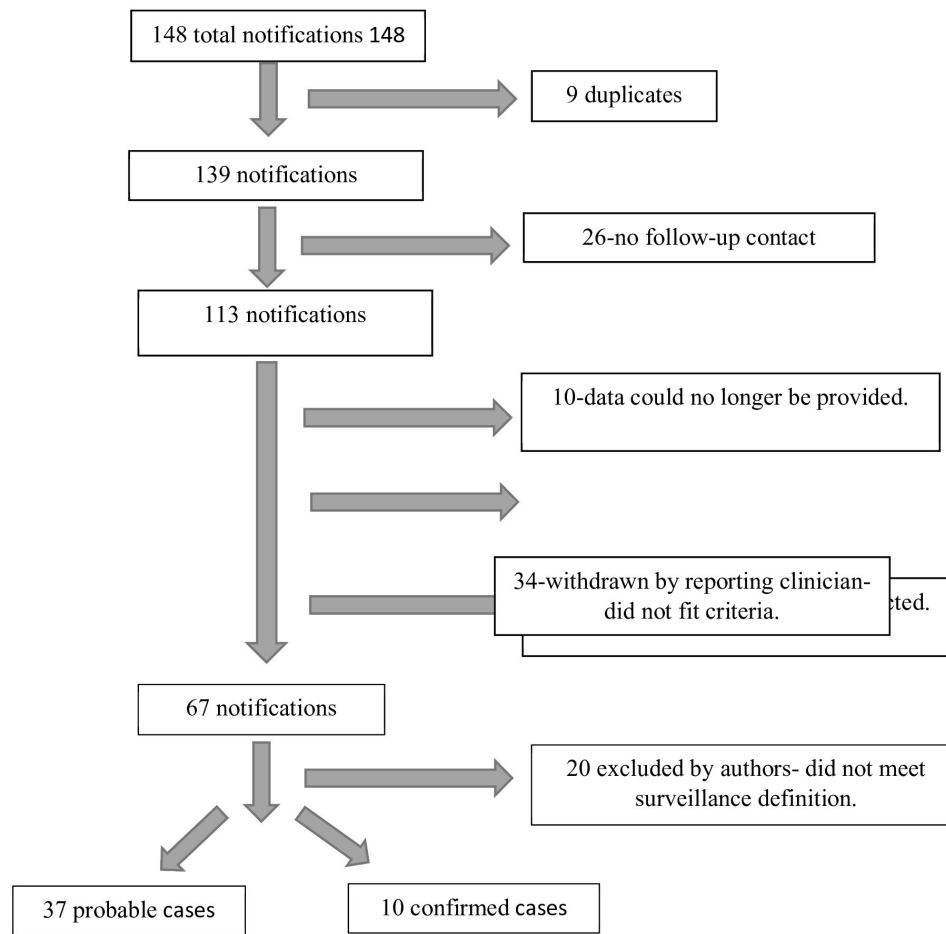 148 total notifications 148
9 duplicates
139 notifications
26-no follow-up contact
113 notifications
10-data could no longer be provided.
34-withdrawn by reporting clinician-
did not fit criteria.
cted.
67 notifications
20 excluded by authors- did not meet
surveillance definition.
37 probable cases
10 confirmed cases